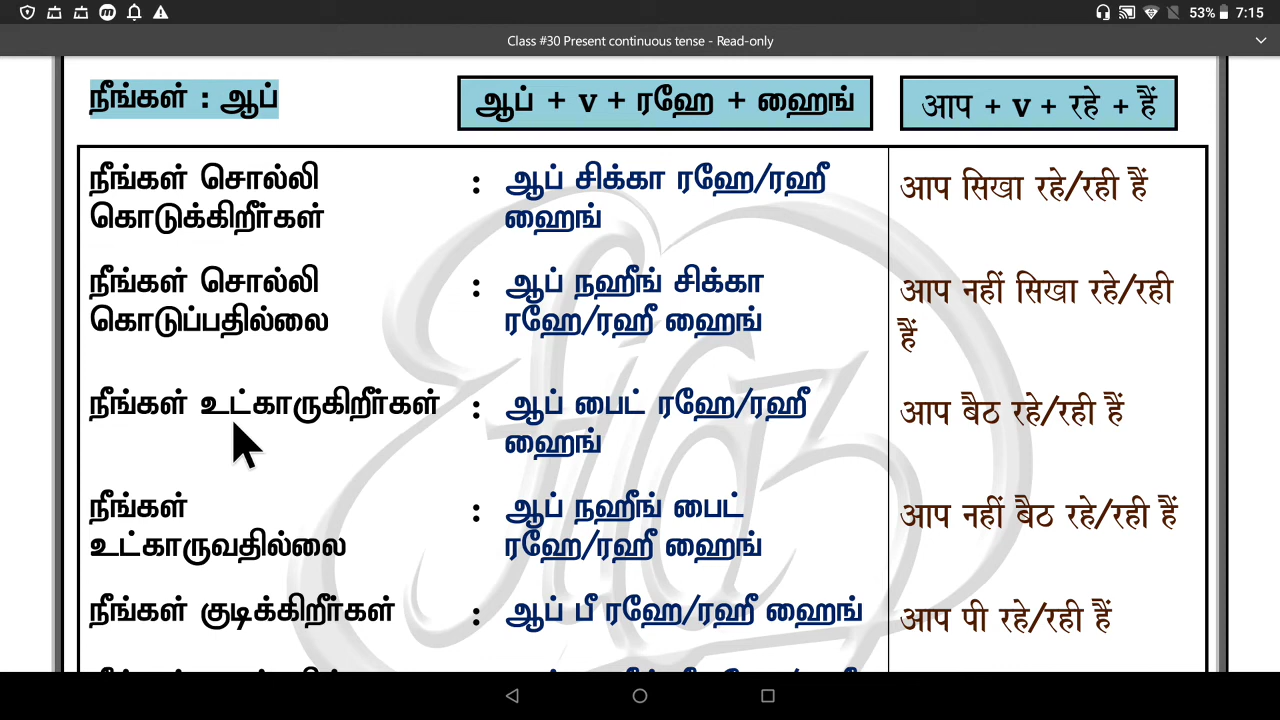 53% 7:15
Class #30 Present continuous tense - Read-only
நீங்கள் : ஆப் ஆப் + v + ரஹே + ஹைங் आप + v + रहे + हैं
நீங்கள் சொல்லி கொடுக்கிறீர்கள் : ஆப் சிக்கா ரஹே/ரஹீ ஹைங் आप सिखा रहे/रही हैं
நீங்கள் சொல்லி கொடுப்பதில்லை : ஆப் நஹீங் சிக்கா ரஹே/ரஹீ ஹைங் आप नहीं सिखा रहे/रही हैं
நீங்கள் உட்காருகிறீர்கள் : ஆப் பைட் ரஹே/ரஹீ ஹைங் आप बैठ रहे/रही हैं
நீங்கள் உட்காருவதில்லை : ஆப் நஹீங் பைட் ரஹே/ரஹீ ஹைங் आप नहीं बैठ रहे/रही हैं
நீங்கள் குடிக்கிறீர்கள் : ஆப் பீ ரஹே/ரஹீ ஹைங் आप पी रहे/रही हैं